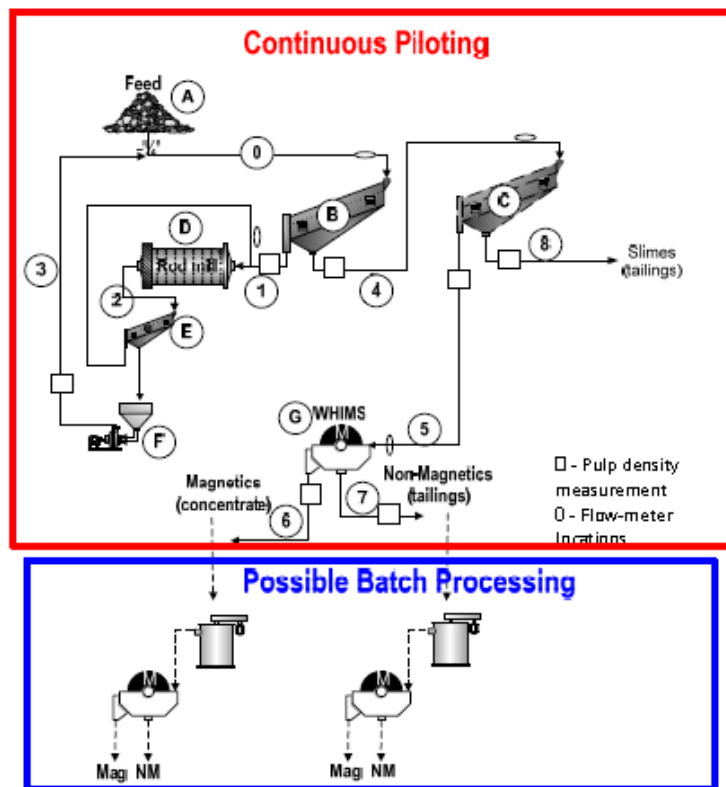 Continuous Piloting
Feed
A
0
B
C
D
Rod mill
3
2
1
4
8
Slimes
(tailings)
E
F
G
WHIMS
M
5
Magnetics
(concentrate)
6
7
Non-Magnetics
(tailings)
□ - Pulp density
measurement
0 - Flow-meter
locations
Possible Batch Processing
M
M
Mag NM
Mag NM